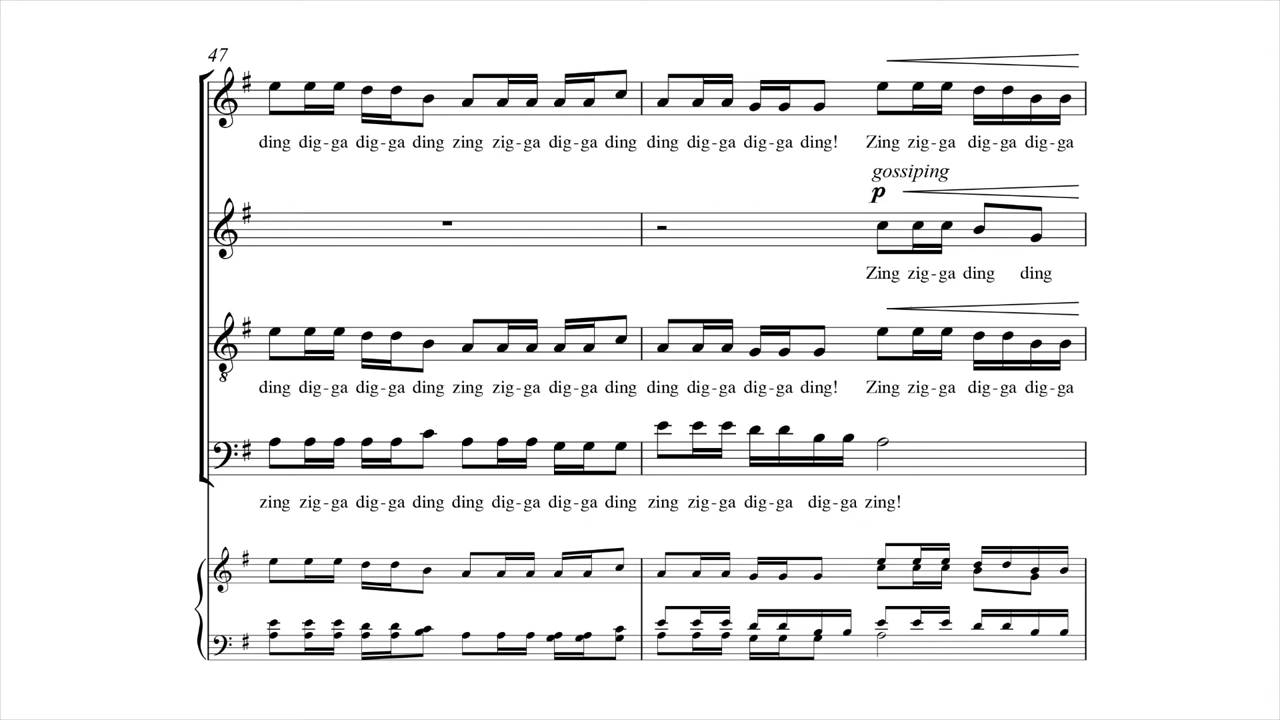 47
ding dig-ga dig-ga ding zing zig-ga dig-ga ding ding dig-ga dig-ga ding! Zing zig-ga dig-ga dig-ga
gossiping
p
Zing zig-ga ding ding
ding dig-ga dig-ga ding zing zig-ga dig-ga ding ding dig-ga dig-ga ding! Zing zig-ga dig-ga dig-ga
8
zing zig-ga dig-ga ding ding dig-ga dig-ga ding zing zig-ga dig-ga dig-ga zing!